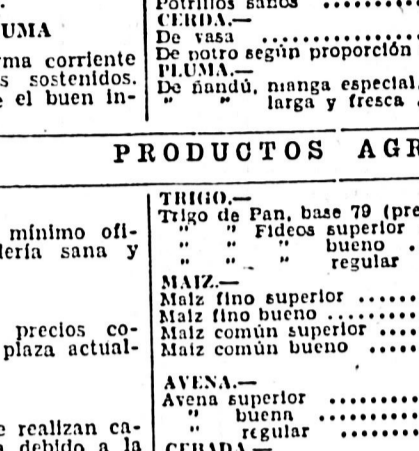 UMA
rma corriente
s sostenidos.
e el buen in-
Potrillos sanos ..........
CERDA.—
De vasa ..........
De potro según proporción
PLUMA.—
De ñandú, manga especial,
" " larga y fresca
PRODUCTOS AGR
mínimo ofi-
lería sana y
precios co-
plaza actual-
e realizan ca-
debido a la
TRIGO.—
Trigo de Pan, base 79 (pre
" " Fideos superior
" " " bueno .
" " " regular
MAIZ.—
Maíz fino superior ......
Maíz fino bueno ..........
Maíz común superior ....
Maíz común bueno .....
AVENA.—
Avena superior ..........
" buena ..........
" regular ........
CEBADA.—